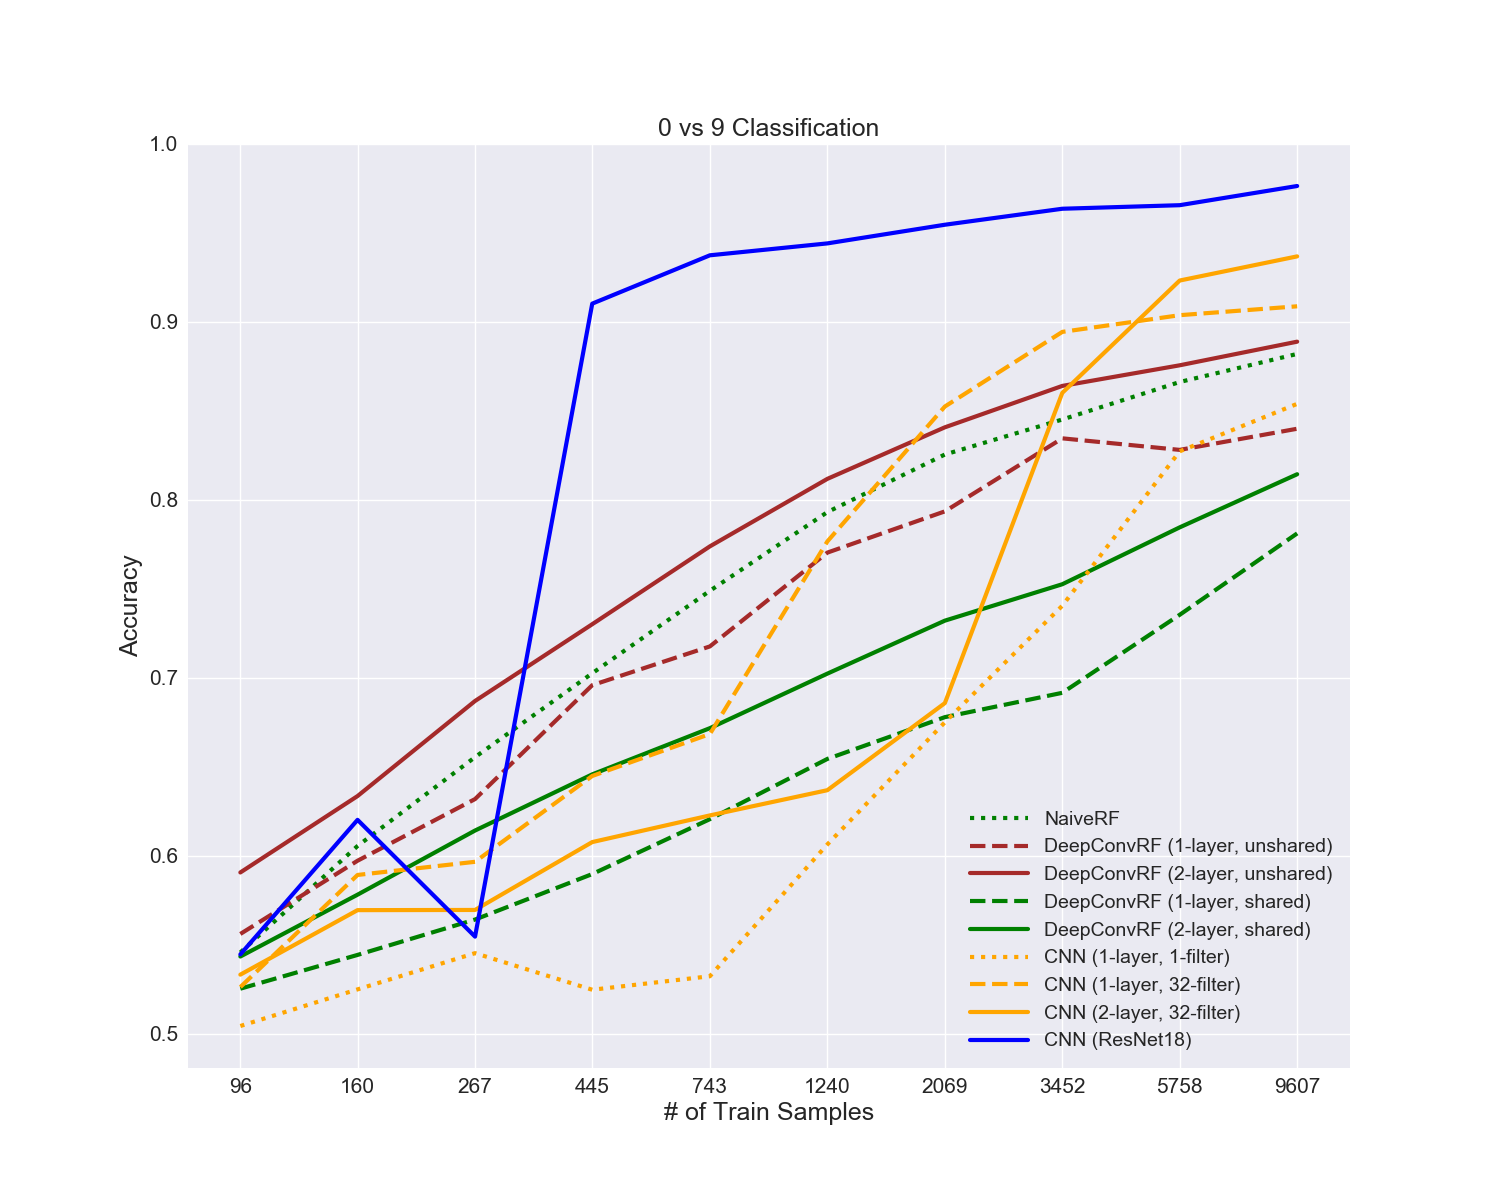 0 vs 9 Classification
1.0
0.9
0.8
0.7
0.6
0.5
Accuracy
NaiveRF
DeepConvRF (1-layer, unshared)
DeepConvRF (2-layer, unshared)
DeepConvRF (1-layer, shared)
DeepConvRF (2-layer, shared)
CNN (1-layer, 1-filter)
CNN (1-layer, 32-filter)
CNN (2-layer, 32-filter)
CNN (ResNet18)
96 160 267 445 743 1240 2069 3452 5758 9607
# of Train Samples